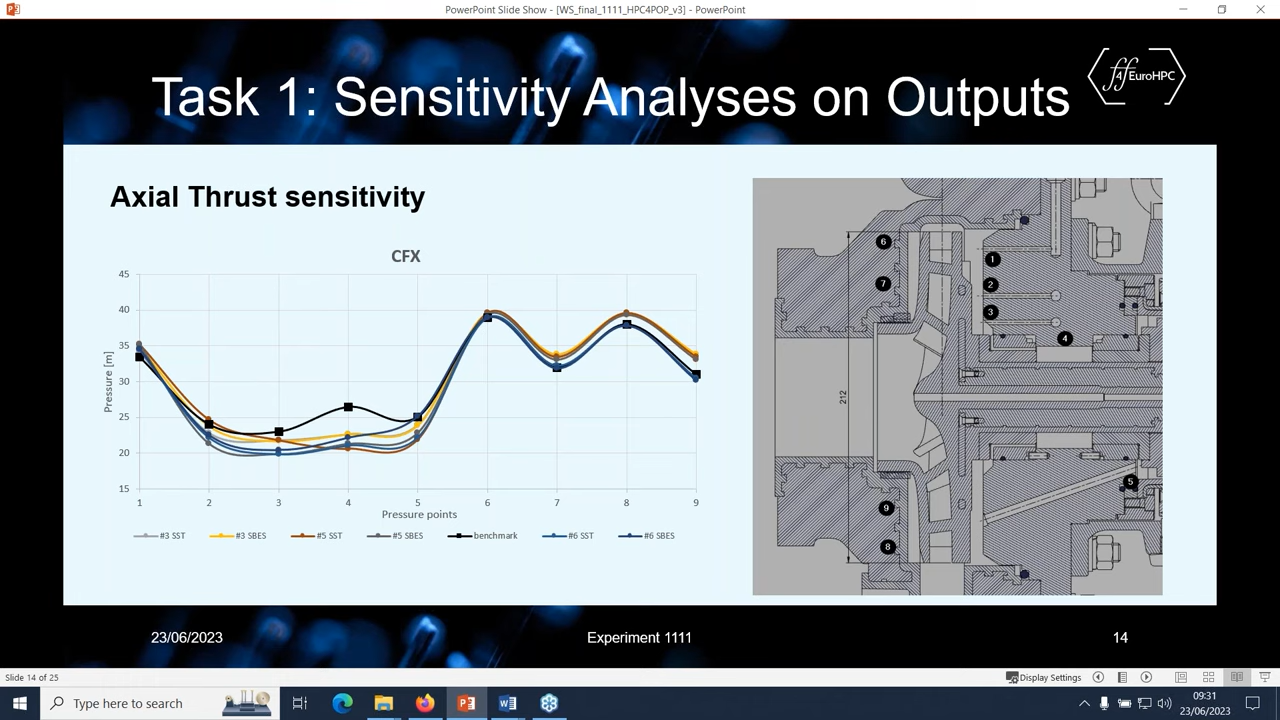 PowerPoint Slide Show - [WS_final_1111_HPC4POP_v3] - PowerPoint
Task 1: Sensitivity Analyses on Outputs
ff4EuroHPC
Axial Thrust sensitivity
CFX
45
40
35
30
25
20
15
Pressure [m]
1 2 3 4 5 6 7 8 9
Pressure points
#3 SST #3 SBES #5 SST #5 SBES benchmark #6 SST #6 SBES
6
1
7
2
3
4
212
5
9
8
23/06/2023 Experiment 1111 14
Slide 14 of 25
Display Settings
Type here to search
09:31
23/06/2023